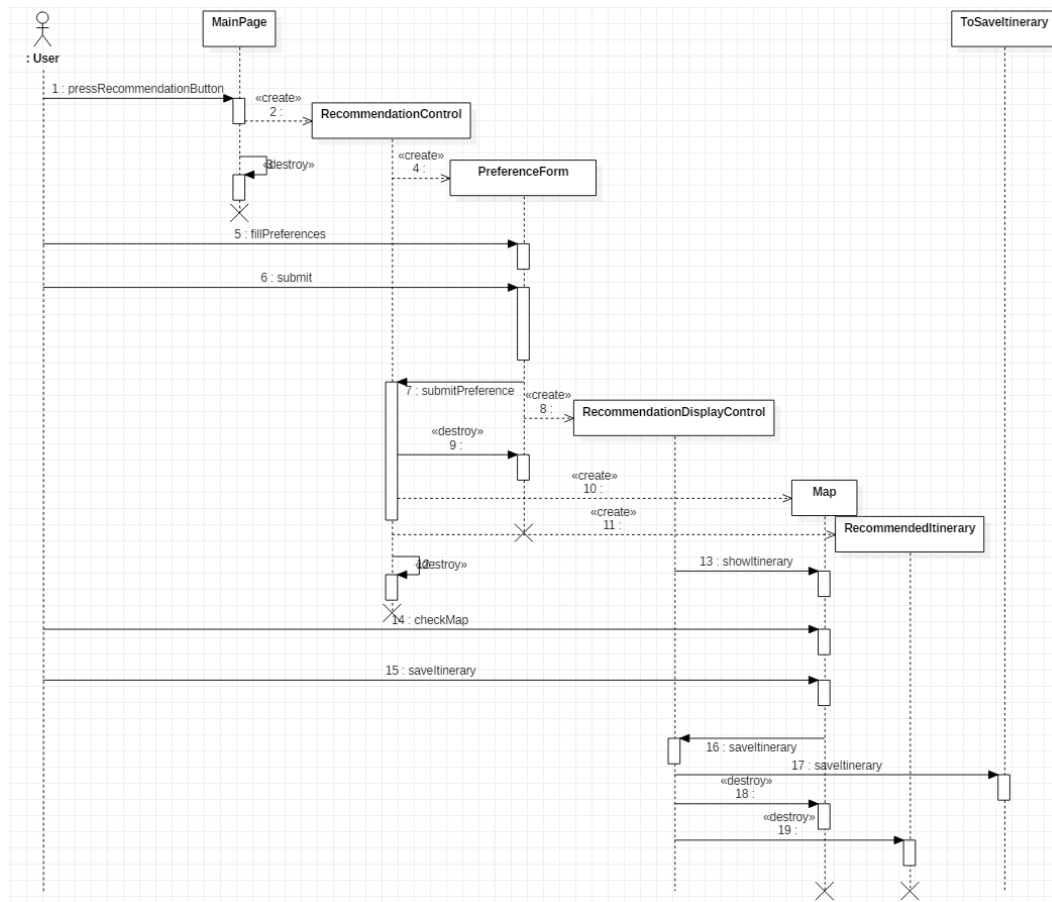 MainPage
ToSaveItinerary
: User
1 : pressRecommendationButton
«create»
2 :
RecommendationControl
«destroy»
3 :
«create»
4 :
PreferenceForm
5 : fillPreferences
6 : submit
7 : submitPreference
«create»
8 :
RecommendationDisplayControl
«destroy»
9 :
«create»
10 :
Map
«create»
11 :
RecommendedItinerary
«destroy»
12 :
13 : showItinerary
14 : checkMap
15 : saveItinerary
16 : saveItinerary
17 : saveItinerary
«destroy»
18 :
«destroy»
19 :